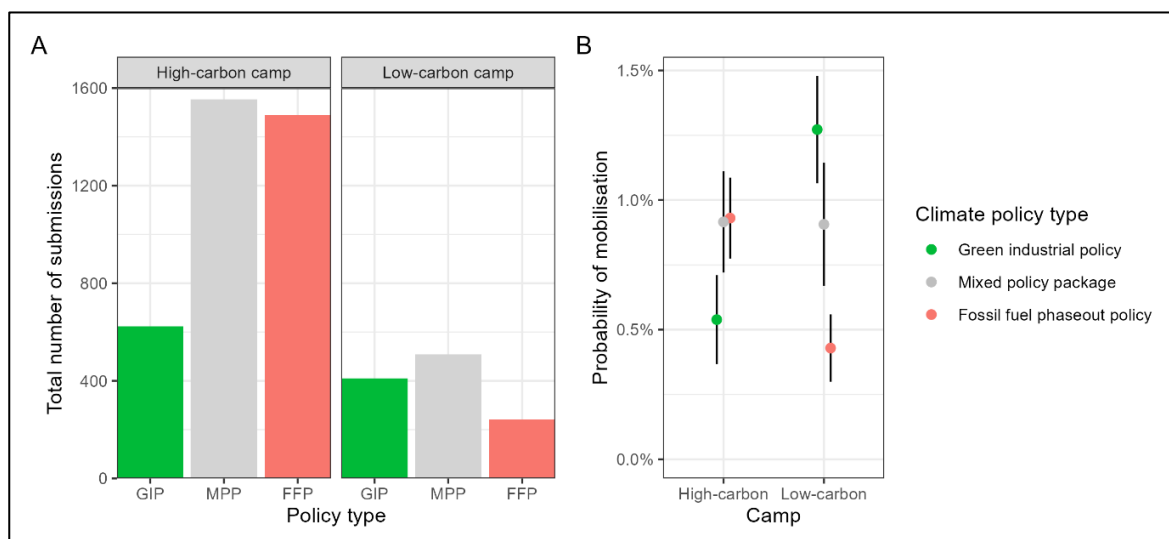 A
High-carbon camp
Low-carbon camp
Total number of submissions
1600
1200
800
400
0
GIP
MPP
FFP
GIP
MPP
FFP
Policy type
B
Probability of mobilisation
1.5%
1.0%
0.5%
0.0%
High-carbon
Low-carbon
Camp
Climate policy type
Green industrial policy
Mixed policy package
Fossil fuel phaseout policy